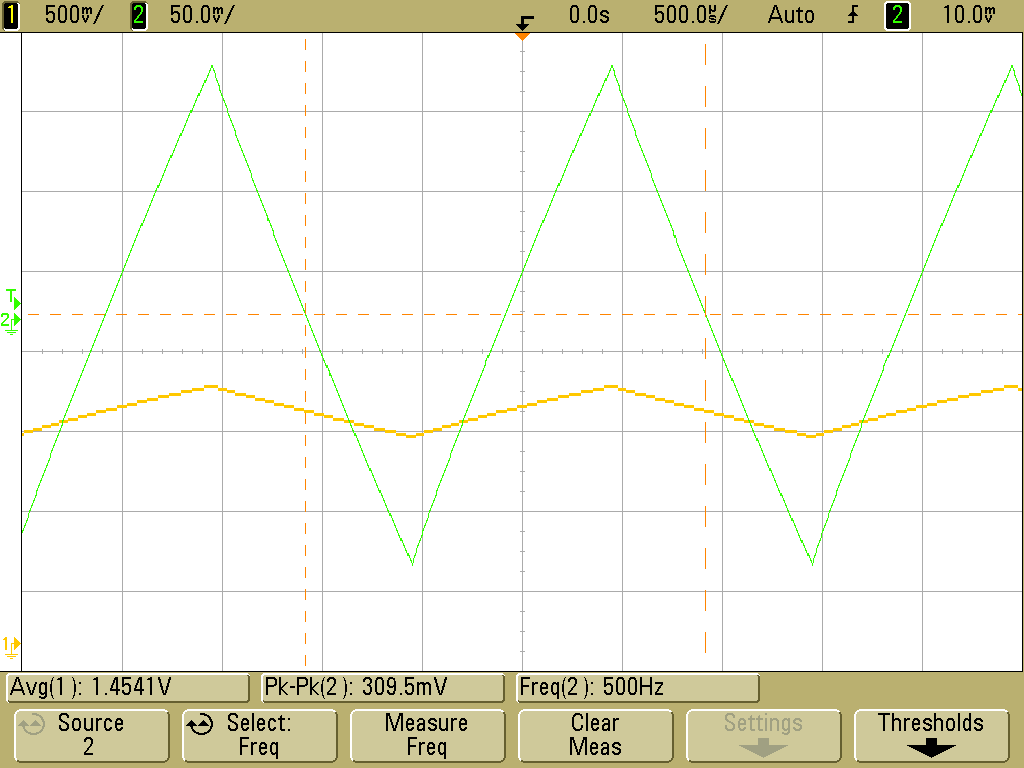 1 500mV/ 2 50.0mV/ 0.0s 500.0µs/ Auto 2 10.0mV
T
2
1
Avg(1): 1.4541V Pk-Pk(2): 309.5mV Freq(2): 500Hz
Source Select: Measure Clear Settings Thresholds
2 Freq Freq Meas